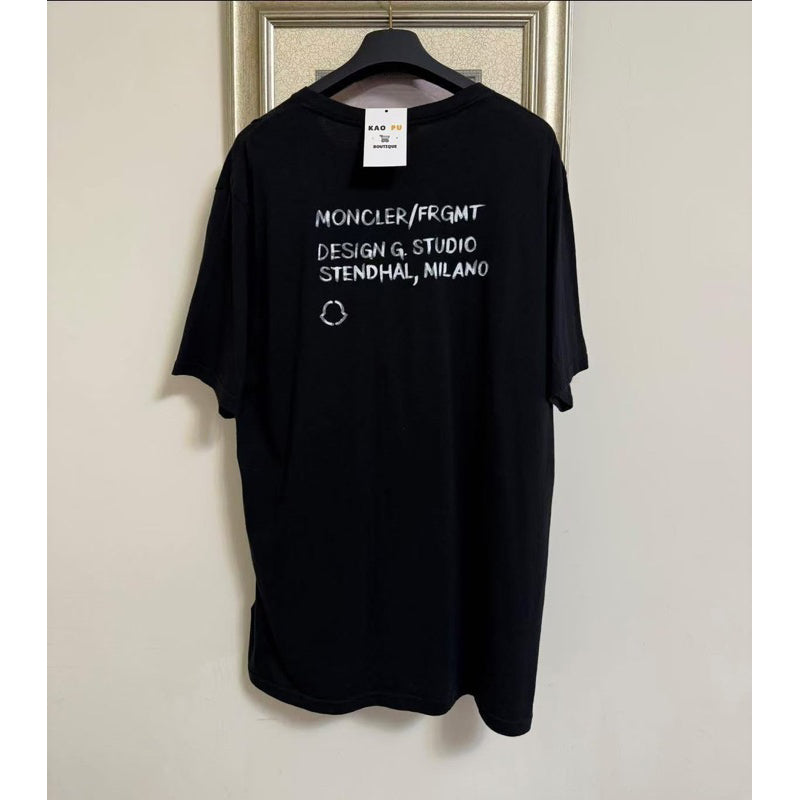 KAO PU
BOUTIQUE
MONCLER/FRGMT
DESIGN G. STUDIO
STENDHAL, MILANO